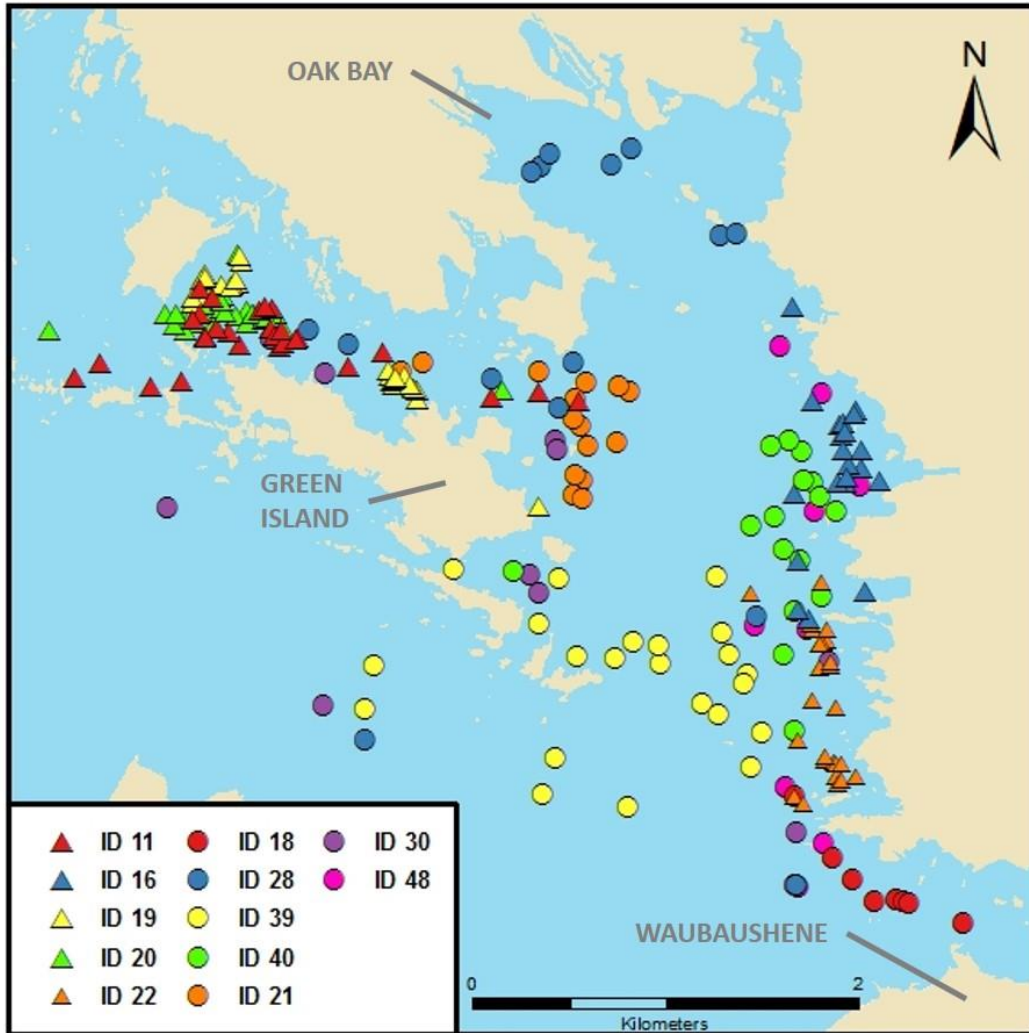 OAK BAY
N
GREEN
ISLAND
ID 11 ID 18 ID 30
ID 16 ID 28 ID 48
ID 19 ID 39
ID 20 ID 40
ID 22 ID 21
WAUBAUSHENE
0 2
Kilometers